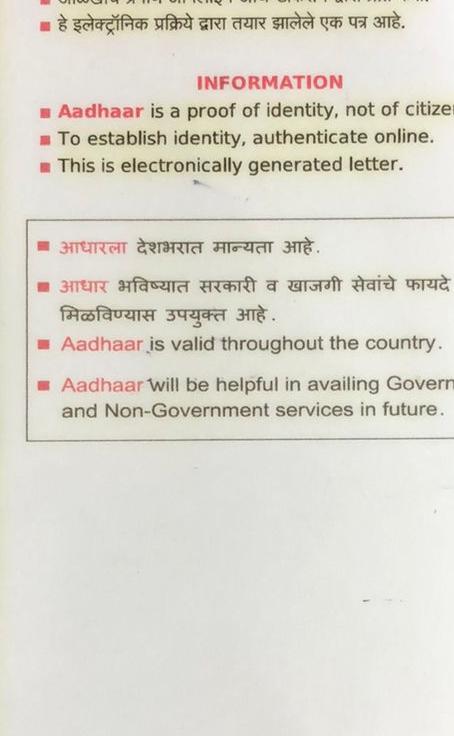 ■ हे इलेक्ट्रॉनिक प्रक्रिये द्वारा तयार झालेले एक पत्र आहे.
INFORMATION
■ Aadhaar is a proof of identity, not of citize
■ To establish identity, authenticate online.
■ This is electronically generated letter.
■ आधारला देशभरात मान्यता आहे.
■ आधार भविष्यात सरकारी व खाजगी सेवांचे फायदे
मिळविण्यास उपयुक्त आहे.
■ Aadhaar is valid throughout the country.
■ Aadhaar will be helpful in availing Govern
and Non-Government services in future.